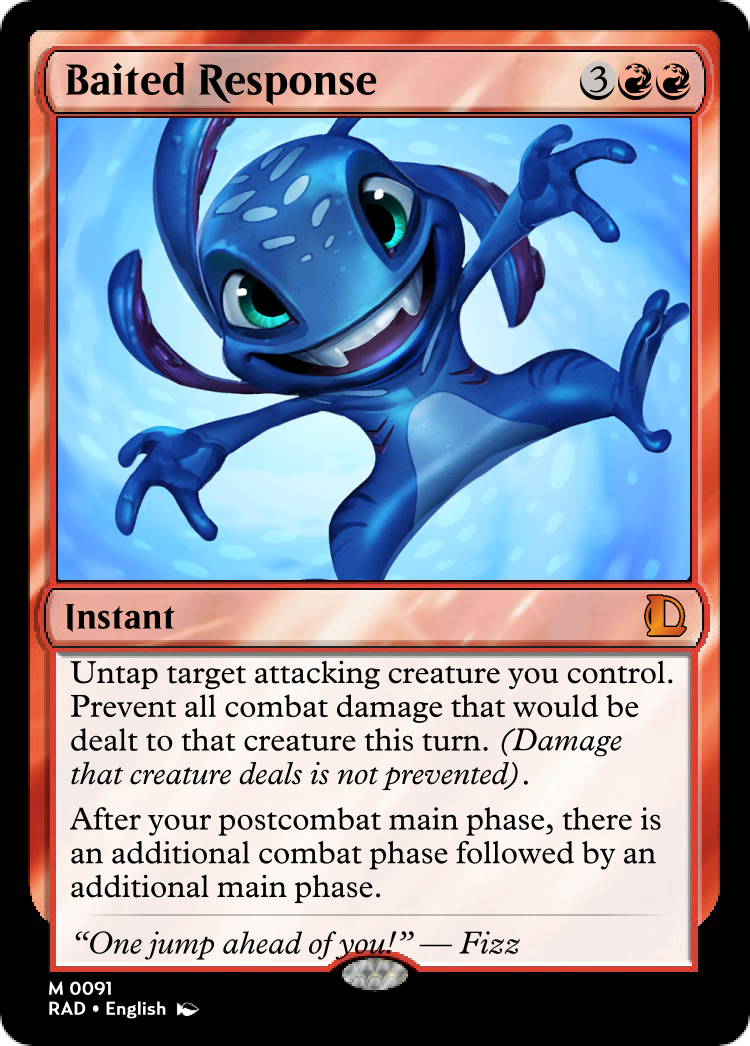 Baited Response 3
Instant
Untap target attacking creature you control.
Prevent all combat damage that would be
dealt to that creature this turn. (Damage
that creature deals is not prevented).
After your postcombat main phase, there is
an additional combat phase followed by an
additional main phase.
“One jump ahead of you!” — Fizz
M 0091
RAD • English